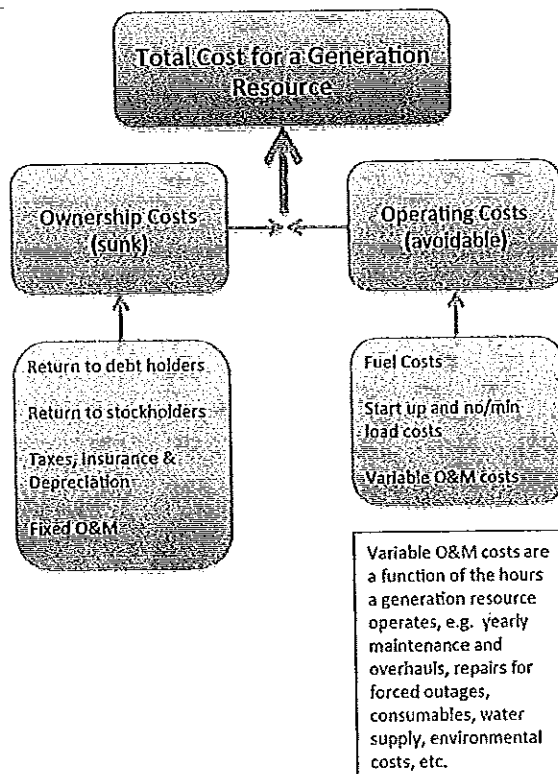 Total Cost for a Generation
Resource
Ownership Costs
(sunk)
Operating Costs
(avoidable)
Return to debt holders
Return to stockholders
Taxes, Insurance &
Depreciation
Fixed O&M
Fuel Costs
Start up and no/min
load costs
Variable O&M costs
Variable O&M costs are
a function of the hours
a generation resource
operates, e.g. yearly
maintenance and
overhauls, repairs for
forced outages,
consumables, water
supply, environmental
costs, etc.